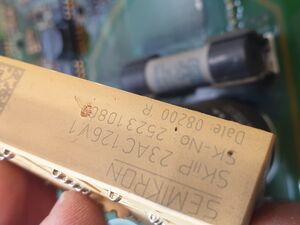 SEMIKRON
SKiiP 23AC126V1
SK-No. 25231080
Date 08200 R